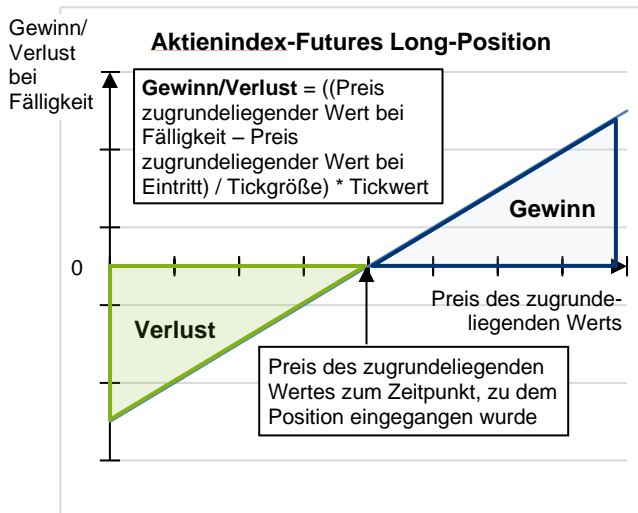 Gewinn/
Verlust
bei
Fälligkeit
Aktienindex-Futures Long-Position
Gewinn/Verlust = ((Preis
zugrundeliegender Wert bei
Fälligkeit – Preis
zugrundeliegender Wert bei
Eintritt) / Tickgröße) * Tickwert
Gewinn
0
Preis des zugrunde-
liegenden Werts
Verlust
Preis des zugrundeliegenden
Wertes zum Zeitpunkt, zu dem
Position eingegangen wurde